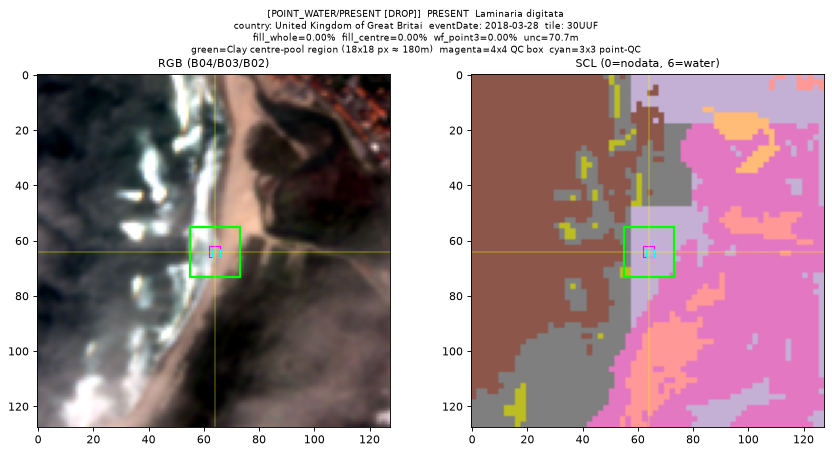 [POINT_WATER/PRESENT [DROP]]  PRESENT  Laminaria digitata
country: United Kingdom of Great Britai  eventDate: 2018-03-28  tile: 30UUF
fill_whole=0.00%  fill_centre=0.00%  wf_point3=0.00%  unc=70.7m
green=Clay centre-pool region (18x18 px ≈ 180m)  magenta=4x4 QC box  cyan=3x3 point-QC
RGB (B04/B03/B02)
SCL (0=nodata, 6=water)
0
20
40
60
80
100
120
0 20 40 60 80 100 120
0
20
40
60
80
100
120
0 20 40 60 80 100 120